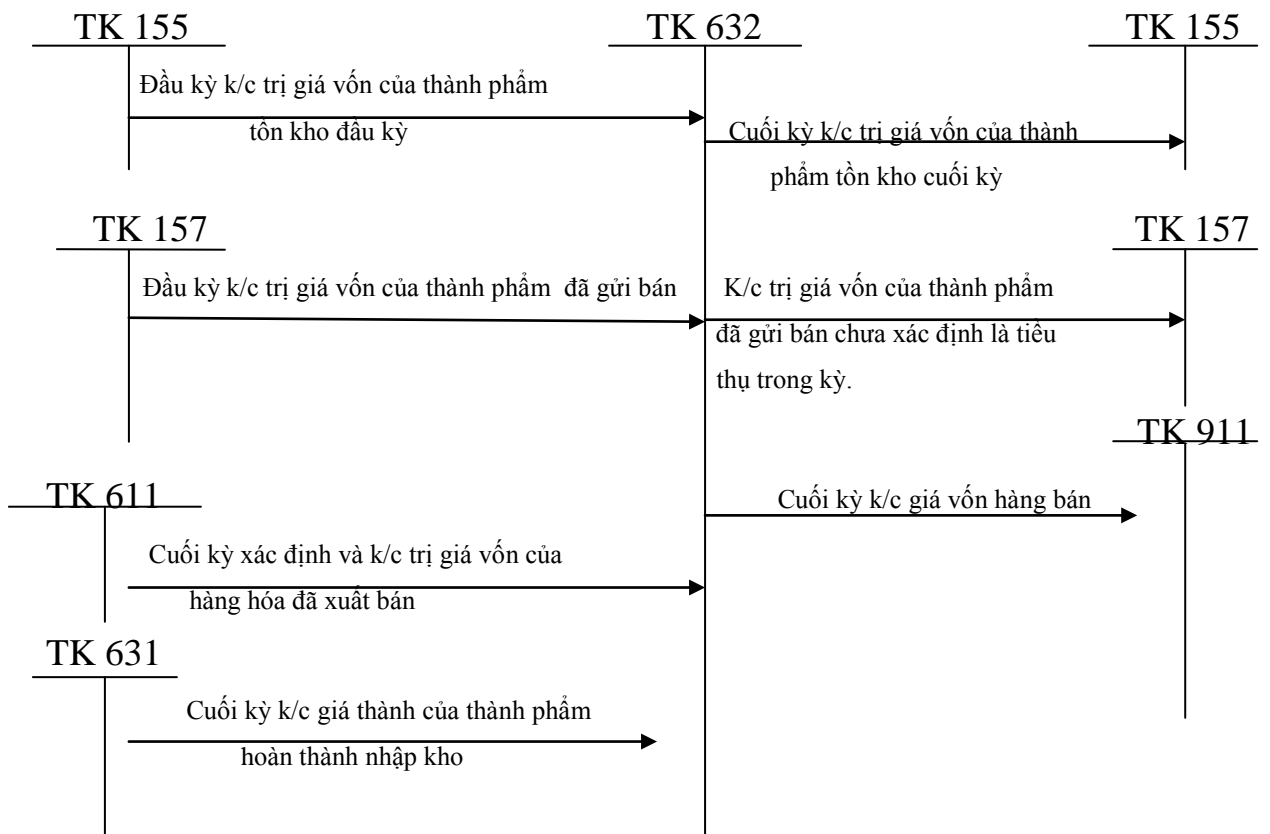 TK 155
TK 632
TK 155
Đầu kỳ k/c trị giá vốn của thành phẩm
tồn kho đầu kỳ
Cuối kỳ k/c trị giá vốn của thành
phẩm tồn kho cuối kỳ
TK 157
TK 157
Đầu kỳ k/c trị giá vốn của thành phẩm đã gửi bán
K/c trị giá vốn của thành phẩm
đã gửi bán chưa xác định là tiêu
thụ trong kỳ.
TK 911
TK 611
Cuối kỳ k/c giá vốn hàng bán
Cuối kỳ xác định và k/c trị giá vốn của
hàng hóa đã xuất bán
TK 631
Cuối kỳ k/c giá thành của thành phẩm
hoàn thành nhập kho